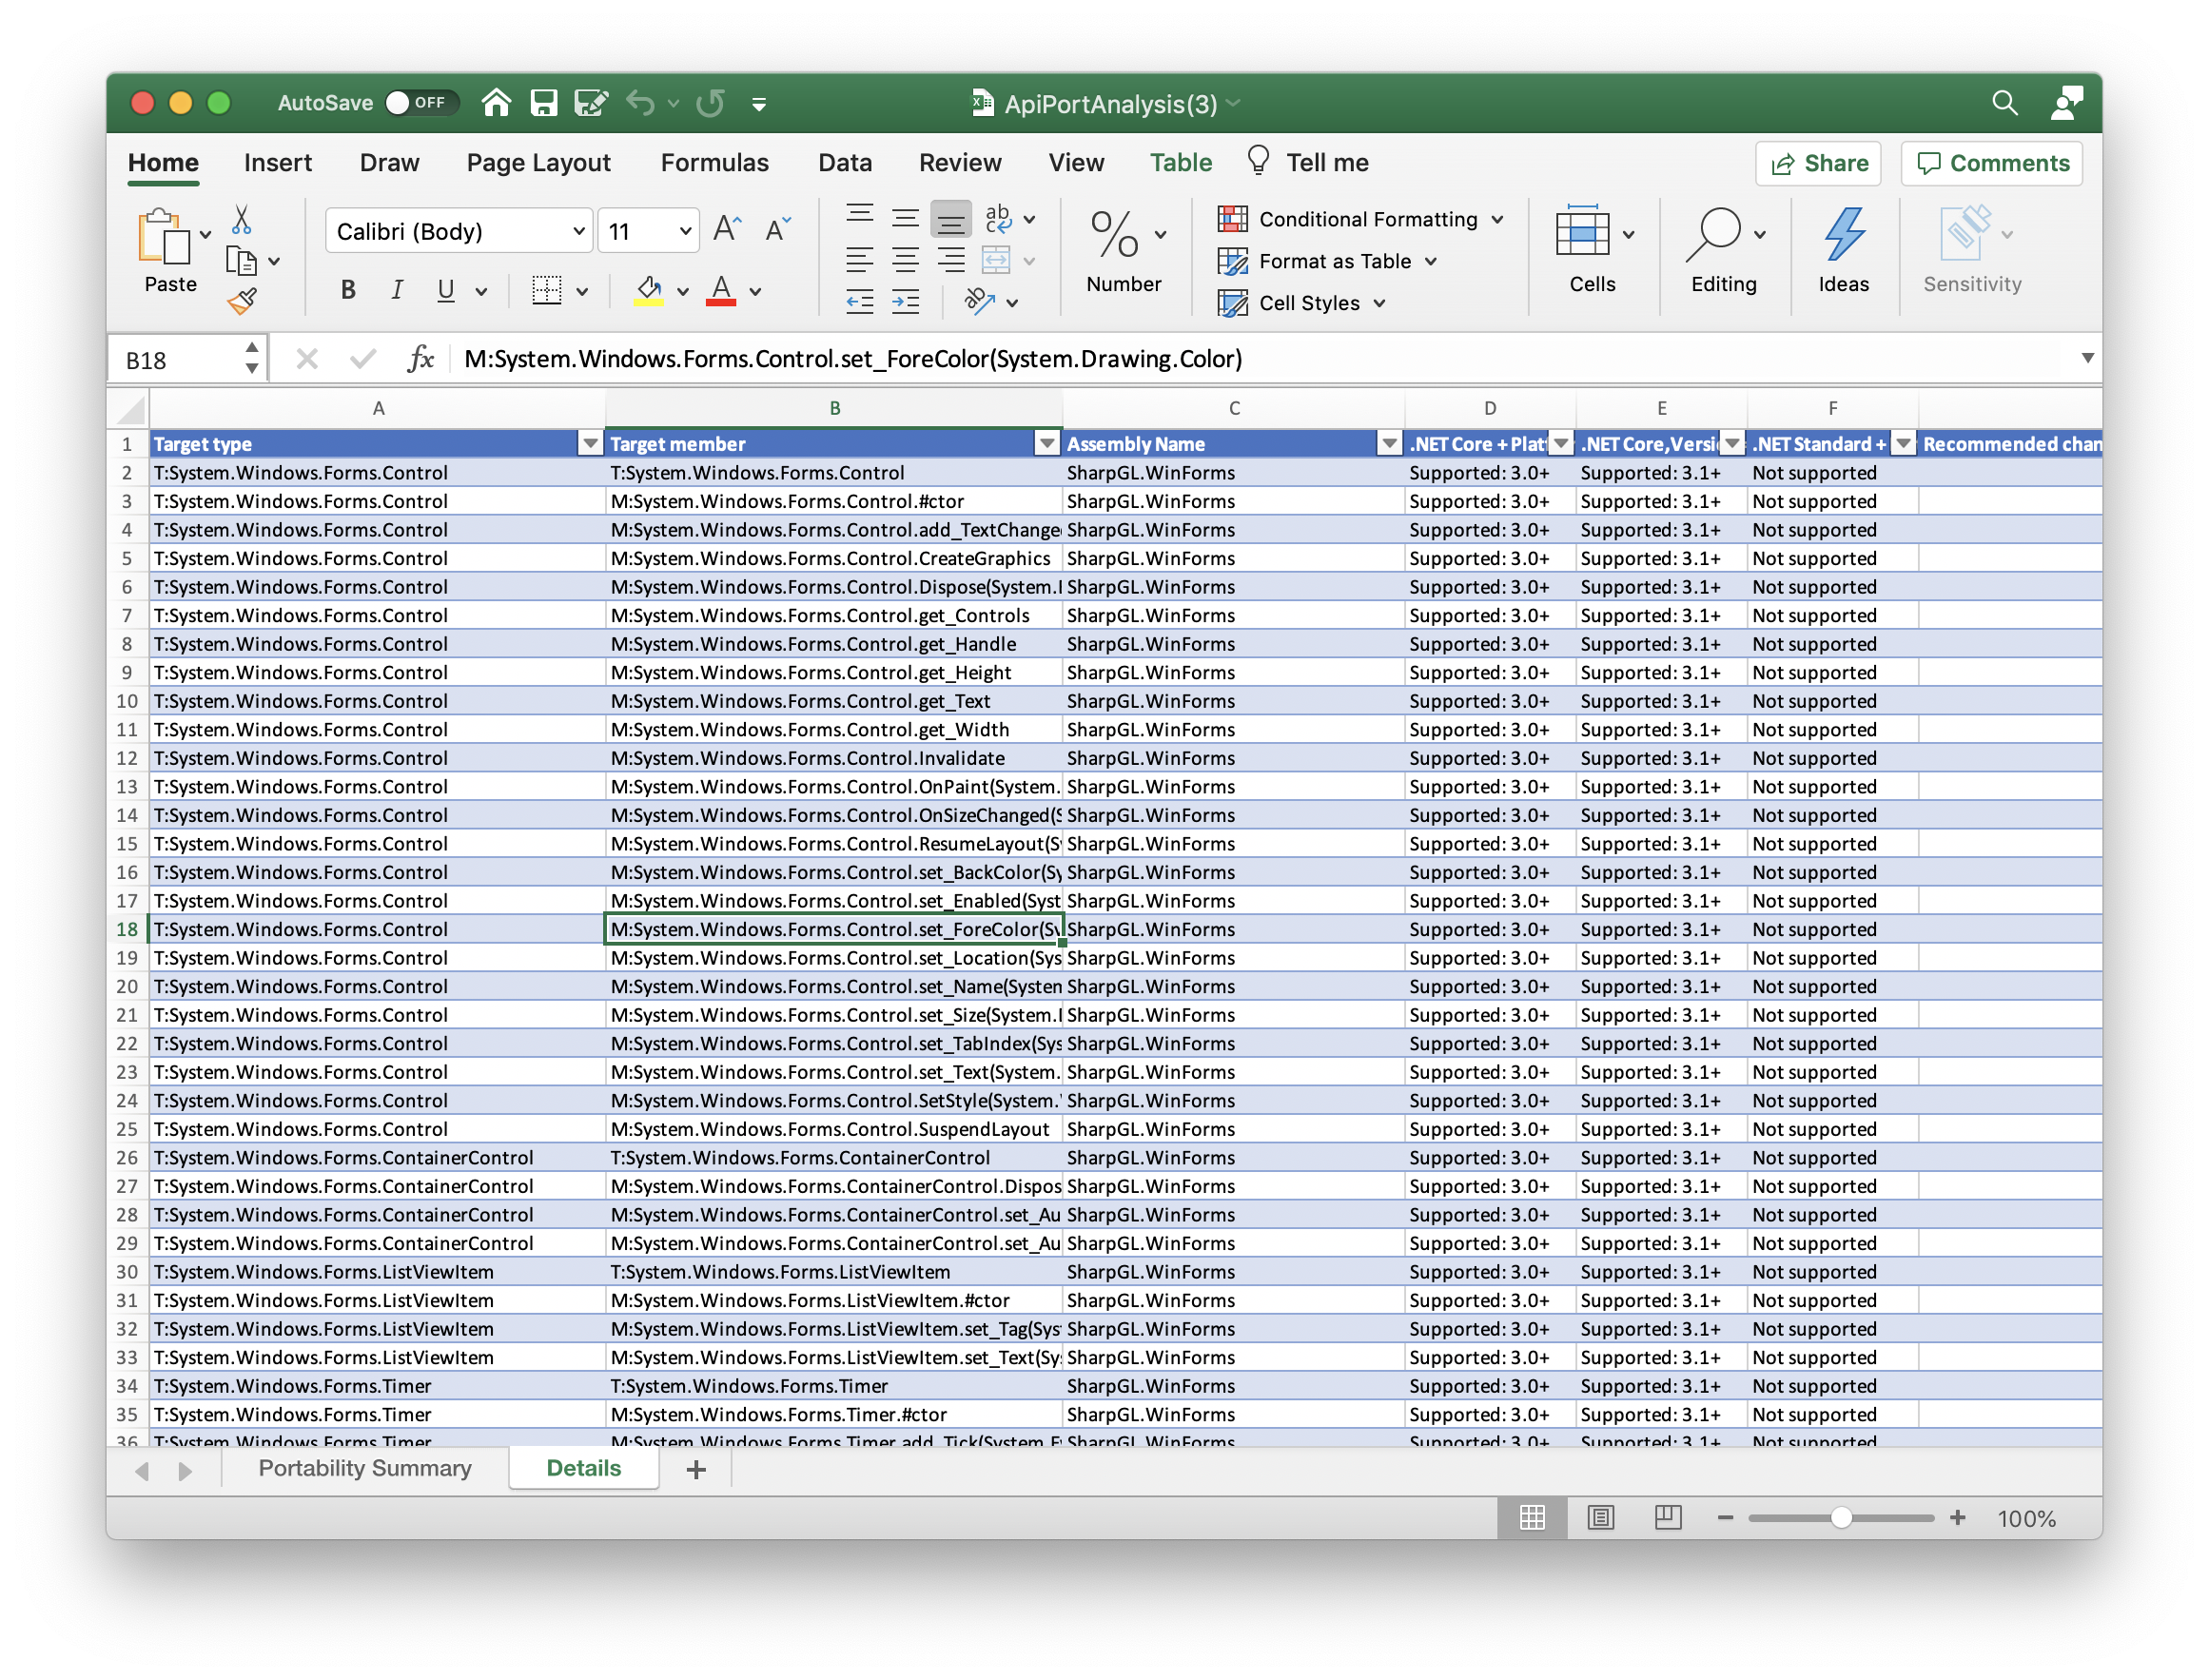 AutoSave OFF ApiPortAnalysis(3)
Home Insert Draw Page Layout Formulas Data Review View Table Tell me Share Comments
Paste Calibri (Body) 11 A A ab c % Number Conditional Formatting Format as Table Cell Styles Cells Editing Ideas Sensitivity
B I U A ab
B18 fx M:System.Windows.Forms.Control.set_ForeColor(System.Drawing.Color)
A B C D E F
1 Target type Target member Assembly Name .NET Core + Plat .NET Core,Versi .NET Standard + Recommended chan
2 T:System.Windows.Forms.Control T:System.Windows.Forms.Control SharpGL.WinForms Supported: 3.0+ Supported: 3.1+ Not supported
3 T:System.Windows.Forms.Control M:System.Windows.Forms.Control.#ctor SharpGL.WinForms Supported: 3.0+ Supported: 3.1+ Not supported
4 T:System.Windows.Forms.Control M:System.Windows.Forms.Control.add_TextChange SharpGL.WinForms Supported: 3.0+ Supported: 3.1+ Not supported
5 T:System.Windows.Forms.Control M:System.Windows.Forms.Control.CreateGraphics SharpGL.WinForms Supported: 3.0+ Supported: 3.1+ Not supported
6 T:System.Windows.Forms.Control M:System.Windows.Forms.Control.Dispose(System. SharpGL.WinForms Supported: 3.0+ Supported: 3.1+ Not supported
7 T:System.Windows.Forms.Control M:System.Windows.Forms.Control.get_Controls SharpGL.WinForms Supported: 3.0+ Supported: 3.1+ Not supported
8 T:System.Windows.Forms.Control M:System.Windows.Forms.Control.get_Handle SharpGL.WinForms Supported: 3.0+ Supported: 3.1+ Not supported
9 T:System.Windows.Forms.Control M:System.Windows.Forms.Control.get_Height SharpGL.WinForms Supported: 3.0+ Supported: 3.1+ Not supported
10 T:System.Windows.Forms.Control M:System.Windows.Forms.Control.get_Text SharpGL.WinForms Supported: 3.0+ Supported: 3.1+ Not supported
11 T:System.Windows.Forms.Control M:System.Windows.Forms.Control.get_Width SharpGL.WinForms Supported: 3.0+ Supported: 3.1+ Not supported
12 T:System.Windows.Forms.Control M:System.Windows.Forms.Control.Invalidate SharpGL.WinForms Supported: 3.0+ Supported: 3.1+ Not supported
13 T:System.Windows.Forms.Control M:System.Windows.Forms.Control.OnPaint(System. SharpGL.WinForms Supported: 3.0+ Supported: 3.1+ Not supported
14 T:System.Windows.Forms.Control M:System.Windows.Forms.Control.OnSizeChanged(S SharpGL.WinForms Supported: 3.0+ Supported: 3.1+ Not supported
15 T:System.Windows.Forms.Control M:System.Windows.Forms.Control.ResumeLayout(Sy SharpGL.WinForms Supported: 3.0+ Supported: 3.1+ Not supported
16 T:System.Windows.Forms.Control M:System.Windows.Forms.Control.set_BackColor(Sy SharpGL.WinForms Supported: 3.0+ Supported: 3.1+ Not supported
17 T:System.Windows.Forms.Control M:System.Windows.Forms.Control.set_Enabled(Syst SharpGL.WinForms Supported: 3.0+ Supported: 3.1+ Not supported
18 T:System.Windows.Forms.Control M:System.Windows.Forms.Control.set_ForeColor(Sy SharpGL.WinForms Supported: 3.0+ Supported: 3.1+ Not supported
19 T:System.Windows.Forms.Control M:System.Windows.Forms.Control.set_Location(Sys SharpGL.WinForms Supported: 3.0+ Supported: 3.1+ Not supported
20 T:System.Windows.Forms.Control M:System.Windows.Forms.Control.set_Name(System SharpGL.WinForms Supported: 3.0+ Supported: 3.1+ Not supported
21 T:System.Windows.Forms.Control M:System.Windows.Forms.Control.set_Size(System. SharpGL.WinForms Supported: 3.0+ Supported: 3.1+ Not supported
22 T:System.Windows.Forms.Control M:System.Windows.Forms.Control.set_TabIndex(Sys SharpGL.WinForms Supported: 3.0+ Supported: 3.1+ Not supported
23 T:System.Windows.Forms.Control M:System.Windows.Forms.Control.set_Text(System. SharpGL.WinForms Supported: 3.0+ Supported: 3.1+ Not supported
24 T:System.Windows.Forms.Control M:System.Windows.Forms.Control.SetStyle(System. SharpGL.WinForms Supported: 3.0+ Supported: 3.1+ Not supported
25 T:System.Windows.Forms.Control M:System.Windows.Forms.Control.SuspendLayout SharpGL.WinForms Supported: 3.0+ Supported: 3.1+ Not supported
26 T:System.Windows.Forms.ContainerControl T:System.Windows.Forms.ContainerControl SharpGL.WinForms Supported: 3.0+ Supported: 3.1+ Not supported
27 T:System.Windows.Forms.ContainerControl M:System.Windows.Forms.ContainerControl.Dispos SharpGL.WinForms Supported: 3.0+ Supported: 3.1+ Not supported
28 T:System.Windows.Forms.ContainerControl M:System.Windows.Forms.ContainerControl.set_Au SharpGL.WinForms Supported: 3.0+ Supported: 3.1+ Not supported
29 T:System.Windows.Forms.ContainerControl M:System.Windows.Forms.ContainerControl.set_Au SharpGL.WinForms Supported: 3.0+ Supported: 3.1+ Not supported
30 T:System.Windows.Forms.ListViewItem T:System.Windows.Forms.ListViewItem SharpGL.WinForms Supported: 3.0+ Supported: 3.1+ Not supported
31 T:System.Windows.Forms.ListViewItem M:System.Windows.Forms.ListViewItem.#ctor SharpGL.WinForms Supported: 3.0+ Supported: 3.1+ Not supported
32 T:System.Windows.Forms.ListViewItem M:System.Windows.Forms.ListViewItem.set_Tag(Sys SharpGL.WinForms Supported: 3.0+ Supported: 3.1+ Not supported
33 T:System.Windows.Forms.ListViewItem M:System.Windows.Forms.ListViewItem.set_Text(Sy SharpGL.WinForms Supported: 3.0+ Supported: 3.1+ Not supported
34 T:System.Windows.Forms.Timer T:System.Windows.Forms.Timer SharpGL.WinForms Supported: 3.0+ Supported: 3.1+ Not supported
35 T:System.Windows.Forms.Timer M:System.Windows.Forms.Timer.#ctor SharpGL.WinForms Supported: 3.0+ Supported: 3.1+ Not supported
36 T:System.Windows.Forms.Timer M:System.Windows.Forms.Timer.add_Tick(System.E SharpGL.WinForms Supported: 3.0+ Supported: 3.1+ Not supported
Portability Summary Details +
100%